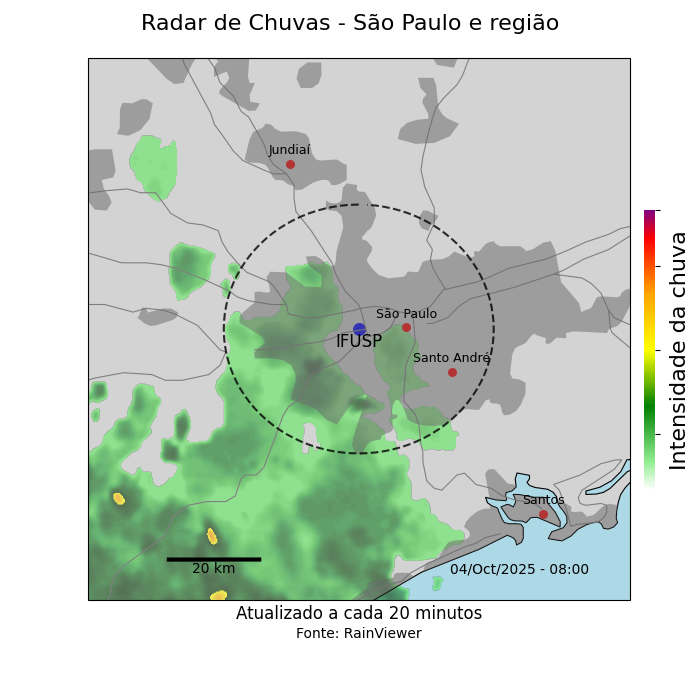 Radar de Chuvas - São Paulo e região
Jundiaí
São Paulo
IFUSP
Santo André
Santos
20 km
04/Oct/2025 - 08:00
Intensidade da chuva
Atualizado a cada 20 minutos
Fonte: RainViewer